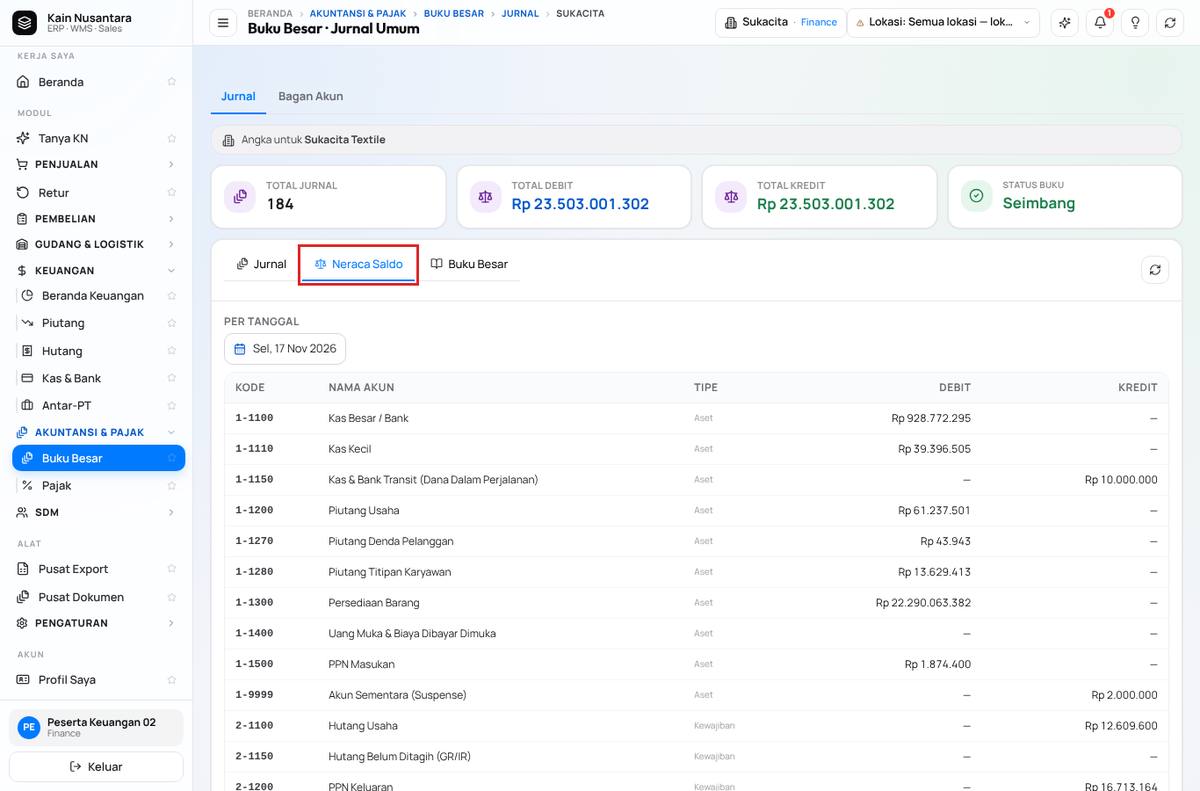 Kain Nusantara
ERP · WMS · Sales
KERJA SAYA
Beranda
MODUL
Tanya KN
PENJUALAN
Retur
PEMBELIAN
GUDANG & LOGISTIK
KEUANGAN
Beranda Keuangan
Piutang
Hutang
Kas & Bank
Antar-PT
AKUNTANSI & PAJAK
Buku Besar
Pajak
SDM
ALAT
Pusat Export
Pusat Dokumen
PENGATURAN
AKUN
Profil Saya
PE
Peserta Keuangan 02
Finance
Keluar
BERANDA > AKUNTANSI & PAJAK > BUKU BESAR > JURNAL > SUKACITA
Buku Besar · Jurnal Umum
Sukacita · Finance
Lokasi: Semua lokasi — lok...
1
Jurnal Bagan Akun
Angka untuk Sukacita Textile
TOTAL JURNAL
184
TOTAL DEBIT
Rp 23.503.001.302
TOTAL KREDIT
Rp 23.503.001.302
STATUS BUKU
Seimbang
Jurnal Neraca Saldo Buku Besar
PER TANGGAL
Sel, 17 Nov 2026
KODE NAMA AKUN TIPE DEBIT KREDIT
1-1100 Kas Besar / Bank Aset Rp 928.772.295 —
1-1110 Kas Kecil Aset Rp 39.396.505 —
1-1150 Kas & Bank Transit (Dana Dalam Perjalanan) Aset — Rp 10.000.000
1-1200 Piutang Usaha Aset Rp 61.237.501 —
1-1270 Piutang Denda Pelanggan Aset Rp 43.943 —
1-1280 Piutang Titipan Karyawan Aset Rp 13.629.413 —
1-1300 Persediaan Barang Aset Rp 22.290.063.382 —
1-1400 Uang Muka & Biaya Dibayar Dimuka Aset — —
1-1500 PPN Masukan Aset Rp 1.874.400 —
1-9999 Akun Sementara (Suspense) Aset — Rp 2.000.000
2-1100 Hutang Usaha Kewajiban — Rp 12.609.600
2-1150 Hutang Belum Ditagih (GR/IR) Kewajiban — —
2-1200 PPN Keluaran Kewajiban — Rp 16.713.164